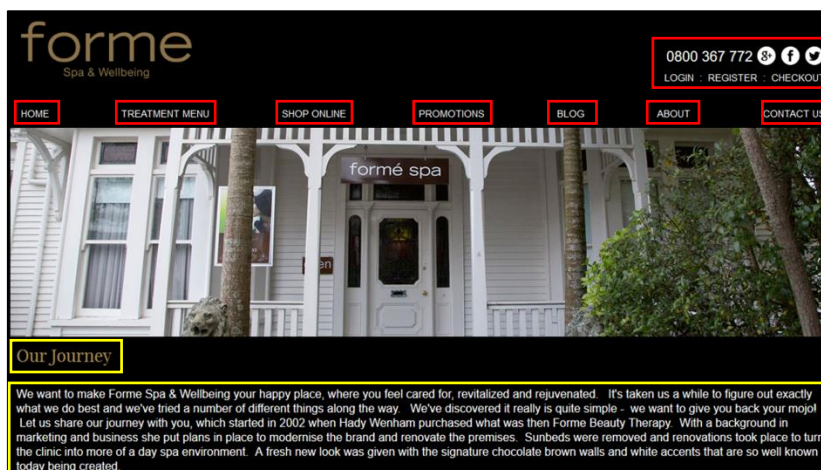 forme
Spa & Wellbeing
0800 367 772 8+ f
LOGIN : REGISTER : CHECKOUT
HOME TREATMENT MENU SHOP ONLINE PROMOTIONS BLOG ABOUT CONTACT US
formé spa
en
Our Journey
We want to make Forme Spa & Wellbeing your happy place, where you feel cared for, revitalized and rejuvenated. It's taken us a while to figure out exactly
what we do best and we've tried a number of different things along the way. We've discovered it really is quite simple - we want to give you back your mojo!
Let us share our journey with you, which started in 2002 when Hady Wenham purchased what was then Forme Beauty Therapy. With a background in
marketing and business she put plans in place to modernise the brand and renovate the premises. Sunbeds were removed and renovations took place to turn
the clinic into more of a day spa environment. A fresh new look was given with the signature chocolate brown walls and white accents that are so well known
today being created.